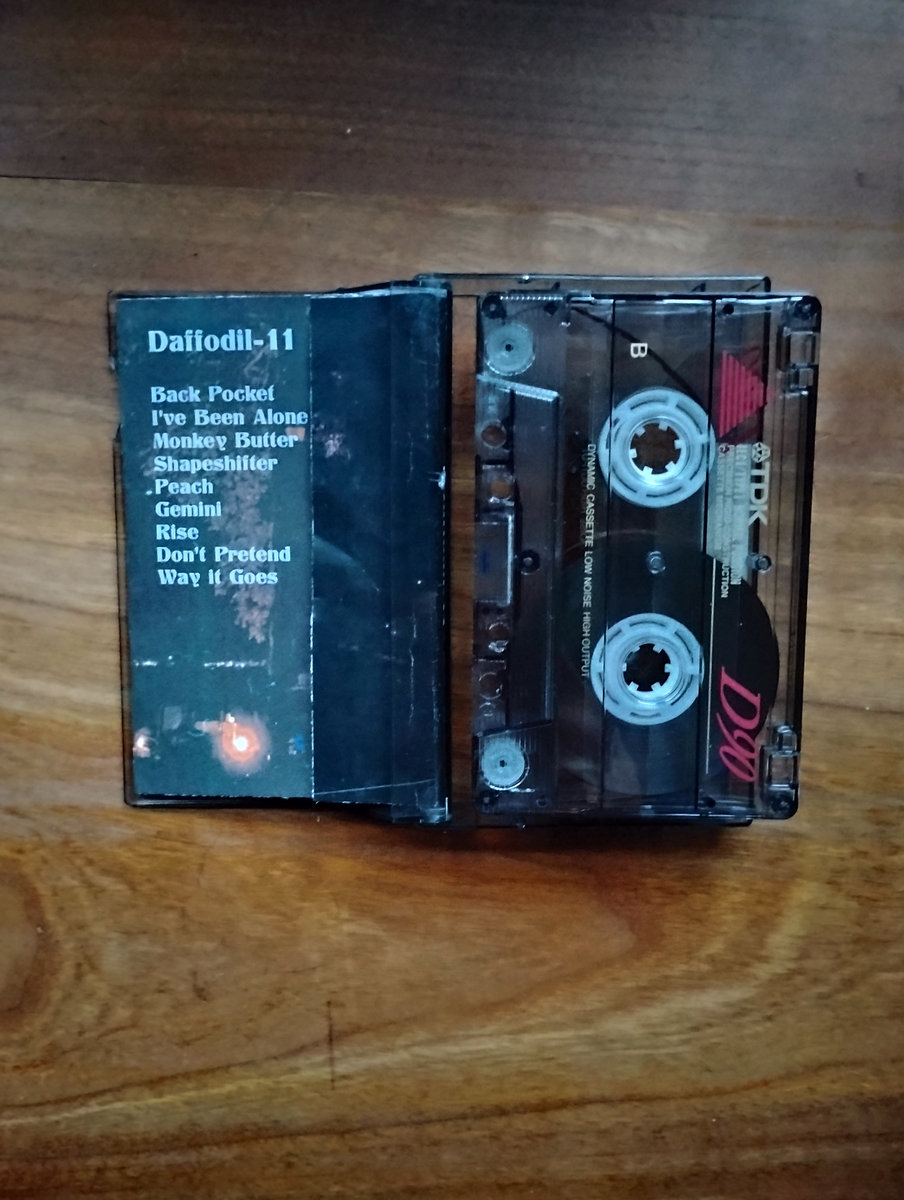 Daffodil-11
Back Pocket
I've Been Alone
Monkey Butter
Shapeshifter
Peach
Gemini
Rise
Don't Pretend
Way it Goes
B
DYNAMIC CASSETTE LOW NOISE HIGH OUTPUT
TDK
D90